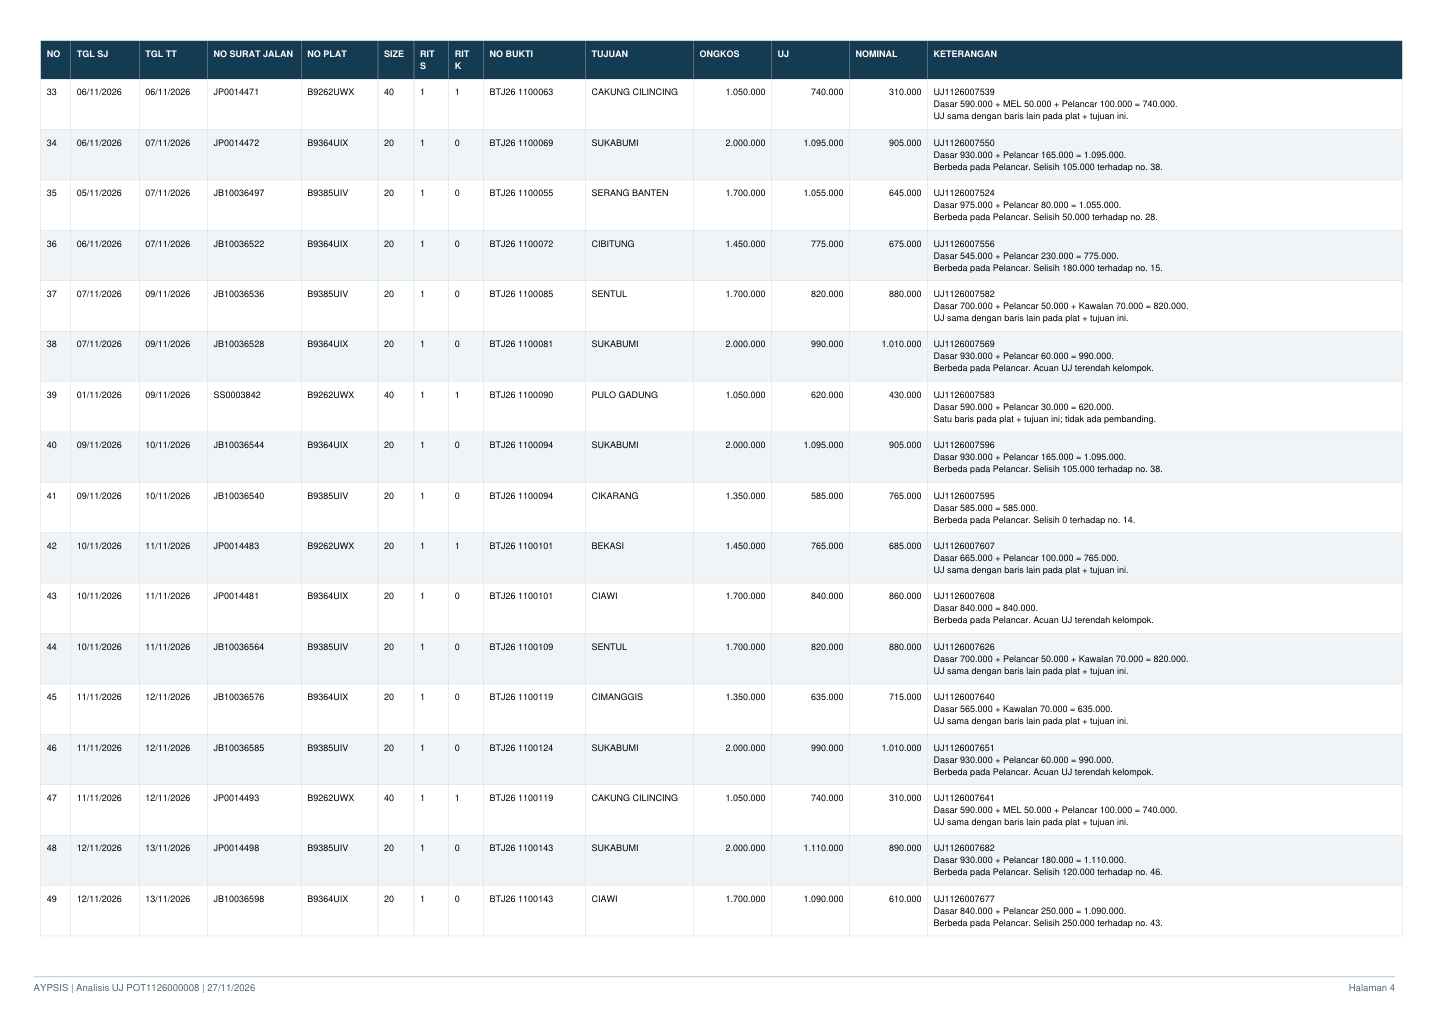 NO TGL SJ TGL TT NO SURAT JALAN NO PLAT SIZE RIT S RIT K NO BUKTI TUJUAN ONGKOS UJ NOMINAL KETERANGAN
33 06/11/2026 06/11/2026 JP0014471 B9262UWX 40 1 1 BTJ26 1100063 CAKUNG CILINCING 1.050.000 740.000 310.000 UJ1126007539
Dasar 590.000 + MEL 50.000 + Pelancar 100.000 = 740.000.
UJ sama dengan baris lain pada plat + tujuan ini.
34 06/11/2026 07/11/2026 JP0014472 B9364UIX 20 1 0 BTJ26 1100069 SUKABUMI 2.000.000 1.095.000 905.000 UJ1126007550
Dasar 930.000 + Pelancar 165.000 = 1.095.000.
Berbeda pada Pelancar. Selisih 105.000 terhadap no. 38.
35 05/11/2026 07/11/2026 JB10036497 B9385UIV 20 1 0 BTJ26 1100055 SERANG BANTEN 1.700.000 1.055.000 645.000 UJ1126007524
Dasar 975.000 + Pelancar 80.000 = 1.055.000.
Berbeda pada Pelancar. Selisih 50.000 terhadap no. 28.
36 06/11/2026 07/11/2026 JB10036522 B9364UIX 20 1 0 BTJ26 1100072 CIBITUNG 1.450.000 775.000 675.000 UJ1126007556
Dasar 545.000 + Pelancar 230.000 = 775.000.
Berbeda pada Pelancar. Selisih 180.000 terhadap no. 15.
37 07/11/2026 09/11/2026 JB10036536 B9385UIV 20 1 0 BTJ26 1100085 SENTUL 1.700.000 820.000 880.000 UJ1126007582
Dasar 700.000 + Pelancar 50.000 + Kawalan 70.000 = 820.000.
UJ sama dengan baris lain pada plat + tujuan ini.
38 07/11/2026 09/11/2026 JB10036528 B9364UIX 20 1 0 BTJ26 1100081 SUKABUMI 2.000.000 990.000 1.010.000 UJ1126007569
Dasar 930.000 + Pelancar 60.000 = 990.000.
Berbeda pada Pelancar. Acuan UJ terendah kelompok.
39 01/11/2026 09/11/2026 SS0003842 B9262UWX 40 1 1 BTJ26 1100090 PULO GADUNG 1.050.000 620.000 430.000 UJ1126007583
Dasar 590.000 + Pelancar 30.000 = 620.000.
Satu baris pada plat + tujuan ini; tidak ada pembanding.
40 09/11/2026 10/11/2026 JB10036544 B9364UIX 20 1 0 BTJ26 1100094 SUKABUMI 2.000.000 1.095.000 905.000 UJ1126007596
Dasar 930.000 + Pelancar 165.000 = 1.095.000.
Berbeda pada Pelancar. Selisih 105.000 terhadap no. 38.
41 09/11/2026 10/11/2026 JB10036540 B9385UIV 20 1 0 BTJ26 1100094 CIKARANG 1.350.000 585.000 765.000 UJ1126007595
Dasar 585.000 = 585.000.
Berbeda pada Pelancar. Selisih 0 terhadap no. 14.
42 10/11/2026 11/11/2026 JP0014483 B9262UWX 20 1 1 BTJ26 1100101 BEKASI 1.450.000 765.000 685.000 UJ1126007607
Dasar 665.000 + Pelancar 100.000 = 765.000.
UJ sama dengan baris lain pada plat + tujuan ini.
43 10/11/2026 11/11/2026 JP0014481 B9364UIX 20 1 0 BTJ26 1100101 CIAWI 1.700.000 840.000 860.000 UJ1126007608
Dasar 840.000 = 840.000.
Berbeda pada Pelancar. Acuan UJ terendah kelompok.
44 10/11/2026 11/11/2026 JB10036564 B9385UIV 20 1 0 BTJ26 1100109 SENTUL 1.700.000 820.000 880.000 UJ1126007626
Dasar 700.000 + Pelancar 50.000 + Kawalan 70.000 = 820.000.
UJ sama dengan baris lain pada plat + tujuan ini.
45 11/11/2026 12/11/2026 JB10036576 B9364UIX 20 1 0 BTJ26 1100119 CIMANGGIS 1.350.000 635.000 715.000 UJ1126007640
Dasar 565.000 + Kawalan 70.000 = 635.000.
UJ sama dengan baris lain pada plat + tujuan ini.
46 11/11/2026 12/11/2026 JB10036585 B9385UIV 20 1 0 BTJ26 1100124 SUKABUMI 2.000.000 990.000 1.010.000 UJ1126007651
Dasar 930.000 + Pelancar 60.000 = 990.000.
Berbeda pada Pelancar. Acuan UJ terendah kelompok.
47 11/11/2026 12/11/2026 JP0014493 B9262UWX 40 1 1 BTJ26 1100119 CAKUNG CILINCING 1.050.000 740.000 310.000 UJ1126007641
Dasar 590.000 + MEL 50.000 + Pelancar 100.000 = 740.000.
UJ sama dengan baris lain pada plat + tujuan ini.
48 12/11/2026 13/11/2026 JP0014498 B9385UIV 20 1 0 BTJ26 1100143 SUKABUMI 2.000.000 1.110.000 890.000 UJ1126007682
Dasar 930.000 + Pelancar 180.000 = 1.110.000.
Berbeda pada Pelancar. Selisih 120.000 terhadap no. 46.
49 12/11/2026 13/11/2026 JB10036598 B9364UIX 20 1 0 BTJ26 1100143 CIAWI 1.700.000 1.090.000 610.000 UJ1126007677
Dasar 840.000 + Pelancar 250.000 = 1.090.000.
Berbeda pada Pelancar. Selisih 250.000 terhadap no. 43.
AYPSIS | Analisis UJ POT1126000008 | 27/11/2026 Halaman 4